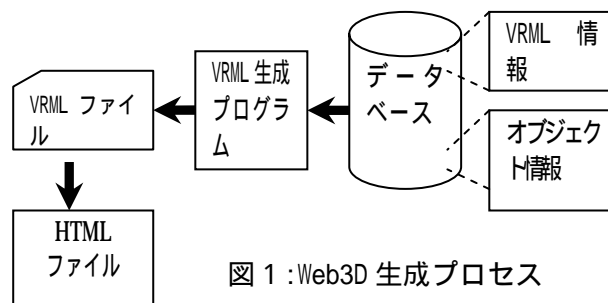 VRML 情
報
VRML 生成
プログラ
ム
データ
ベース
VRML ファイ
ル
オブジェク
ト情報
HTML
ファイル
図 1 :Web3D 生成プロセス